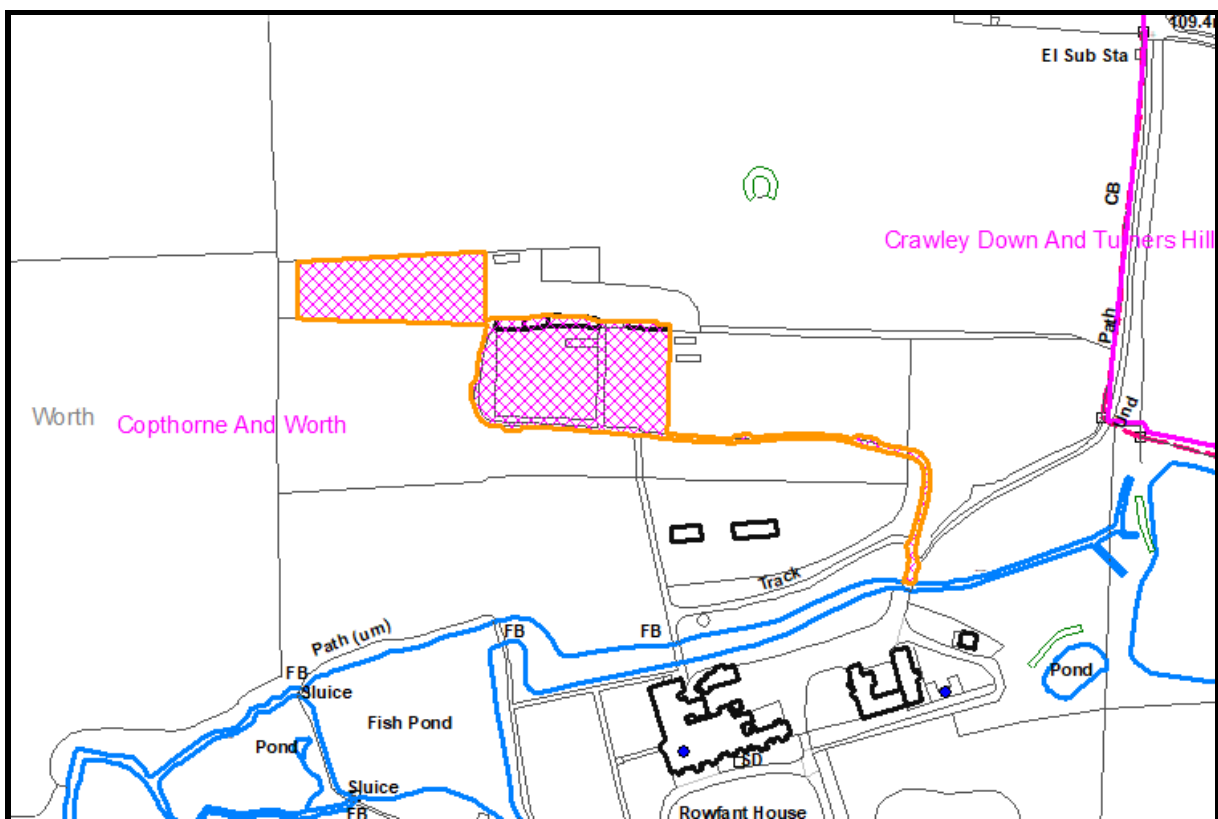 109.4
El Sub Sta
CB
Crawley Down And Turners Hill
Path
Worth
Copthorne And Worth
Und
Track
Path (um)
FB
FB
FB
Sluice
Pond
Fish Pond
Pond
SD
Sluice
FB
Rowfant House